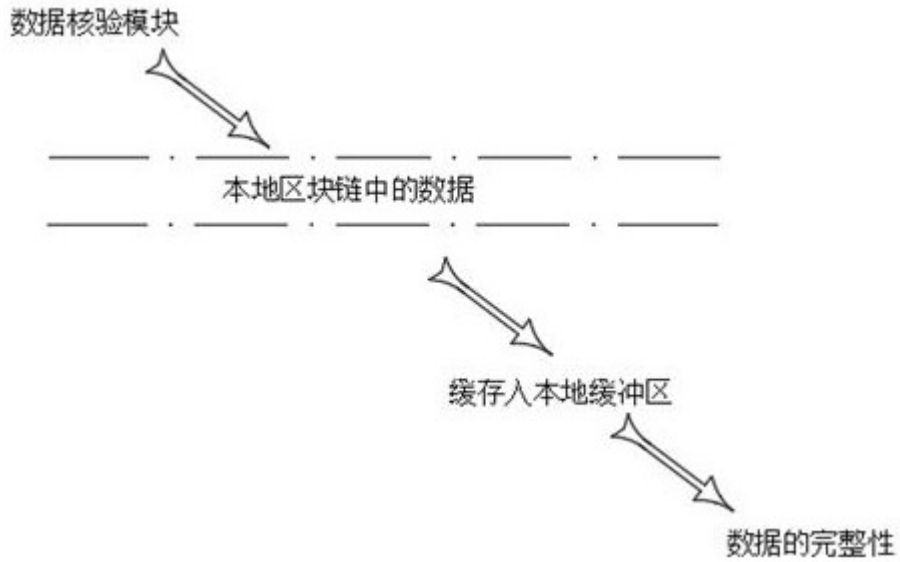 数据核验模块
本地区块链中的数据
缓存入本地缓冲区
数据的完整性